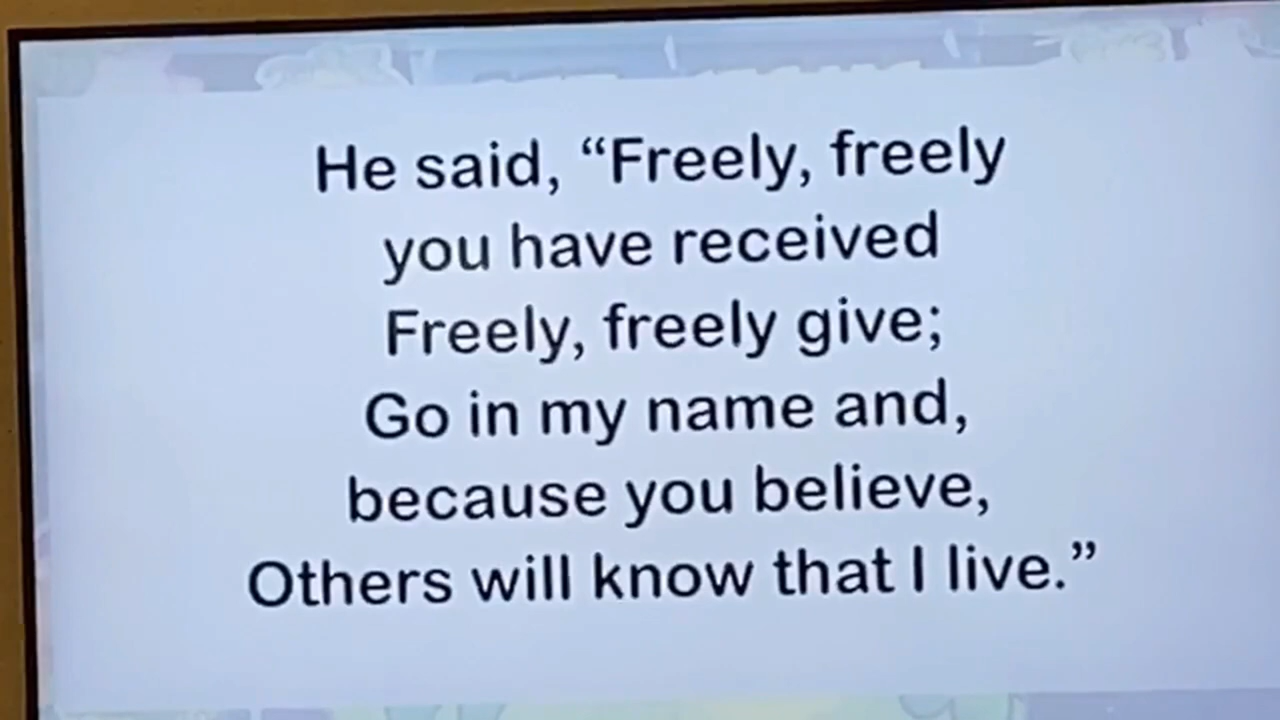 He said, “Freely, freely
you have received
Freely, freely give;
Go in my name and,
because you believe,
Others will know that I live.”